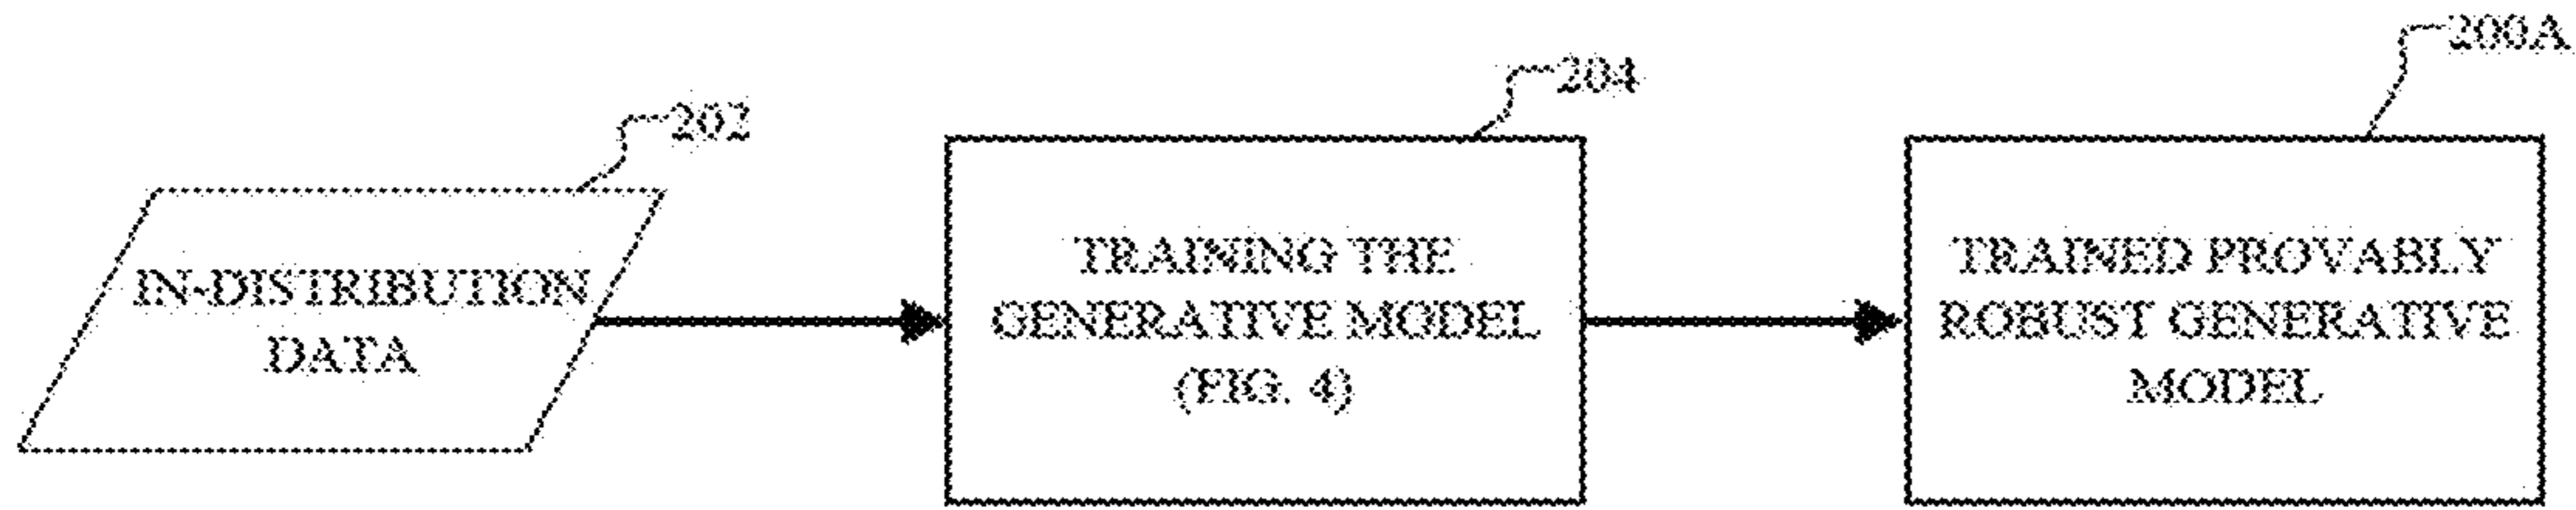 202
204
200A
IN-DISTRIBUTION
DATA
TRAINING THE
GENERATIVE MODEL
(FIG. 4)
TRAINED PROVABLY
ROBUST GENERATIVE
MODEL